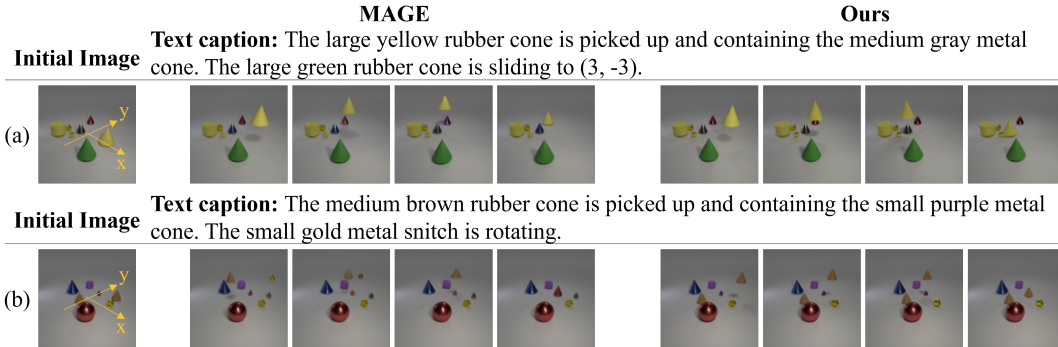 MAGE Ours
Initial Image Text caption: The large yellow rubber cone is picked up and containing the medium gray metal
cone. The large green rubber cone is sliding to (3, -3).
(a) y
x
Initial Image Text caption: The medium brown rubber cone is picked up and containing the small purple metal
cone. The small gold metal snitch is rotating.
(b) y
x